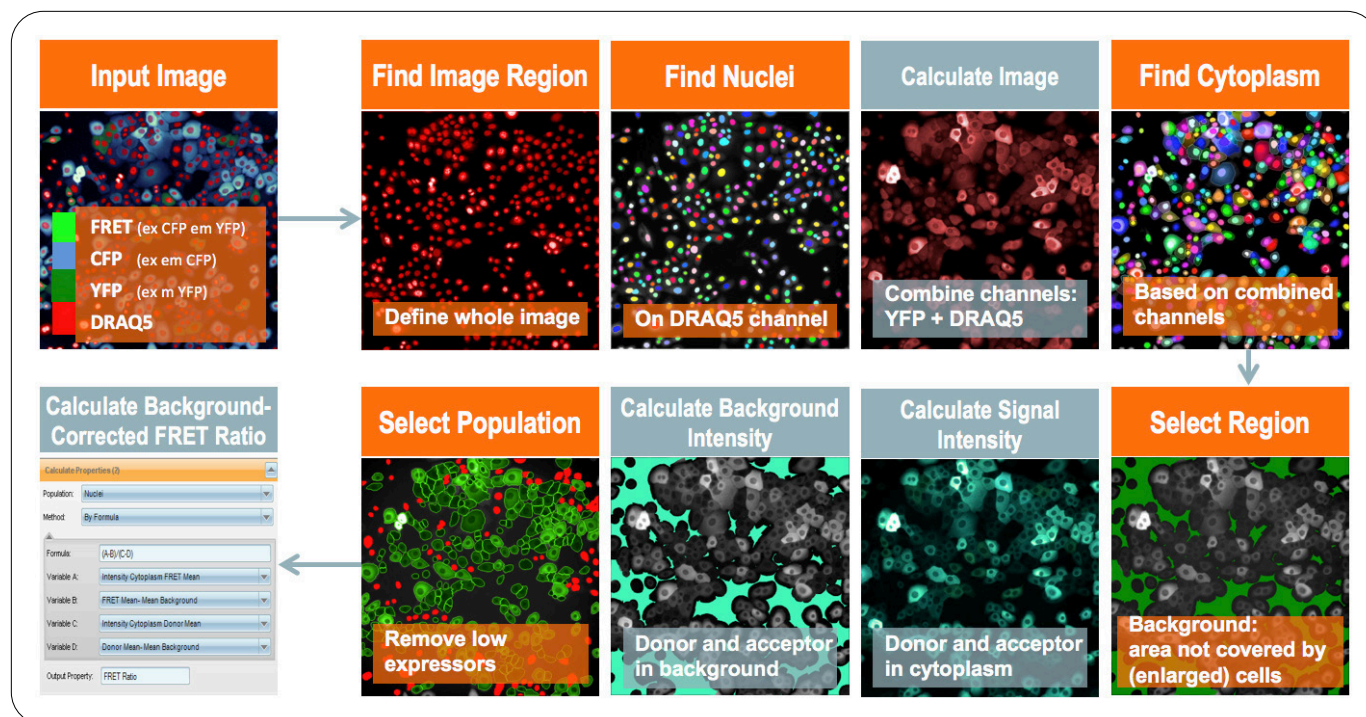 Input Image
FRET (ex CFP em YFP)
CFP (ex em CFP)
YFP (ex m YFP)
DRAQ5
Find Image Region
Define whole image
Find Nuclei
On DRAQ5 channel
Calculate Image
Combine channels:
YFP + DRAQ5
Find Cytoplasm
Based on combined
channels
Select Region
Background:
area not covered by
(enlarged) cells
Calculate Signal
Intensity
Donor and acceptor
in cytoplasm
Calculate Background
Intensity
Donor and acceptor
in background
Select Population
Remove low
expressors
Calculate Background-
Corrected FRET Ratio
Calculate Properties (2)
Population: Nuclei
Method: By Formula
Formula: (A-B)/(C-D)
Variable A: Intensity Cytoplasm FRET Mean
Variable B: FRET Mean- Mean Background
Variable C: Intensity Cytoplasm Donor Mean
Variable D: Donor Mean- Mean Background
Output Property: FRET Ratio